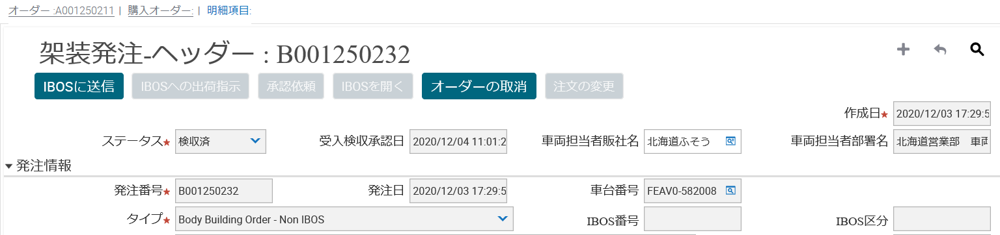 オーダー :A001250211 | 購入オーダー: | 明細項目:
架装発注-ヘッダー : B001250232
IBOSに送信 IBOSへの出荷指示 承認依頼 IBOSを開く オーダーの取消 注文の変更
作成日★ 2020/12/03 17:29:5
ステータス★ 検収済 受入検収承認日 2020/12/04 11:01:2 車両担当者販社名 北海道ふそう 車両担当者部署名 北海道営業部 車両
発注情報
発注番号★ B001250232 発注日 2020/12/03 17:29:5 車台番号 FEAV0-582008
タイプ★ Body Building Order - Non IBOS IBOS番号 IBOS区分